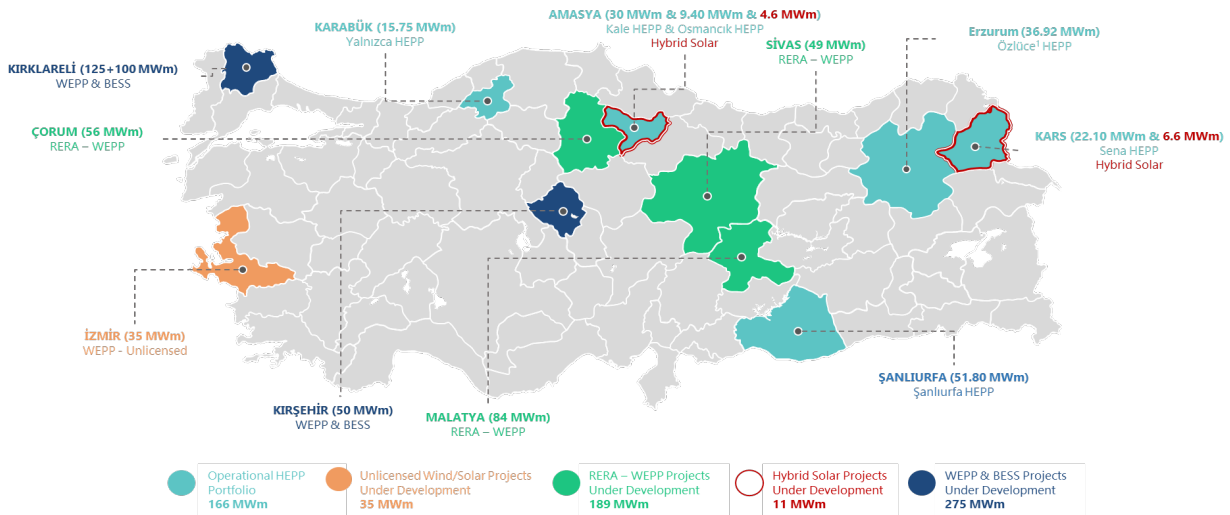 AMASYA (30 MWm & 9.40 MWm & 4.6 MWm)
Kale HEPP & Osmancık HEPP
Hybrid Solar
KARABÜK (15.75 MWm)
Yalnızca HEPP
SİVAS (49 MWm)
RERA – WEPP
Erzurum (36.92 MWm)
Özlüce¹ HEPP
KIRKLARELİ (125+100 MWm)
WEPP & BESS
ÇORUM (56 MWm)
RERA – WEPP
KARS (22.10 MWm & 6.6 MWm)
Sena HEPP
Hybrid Solar
İZMİR (35 MWm)
WEPP - Unlicensed
ŞANLIURFA (51.80 MWm)
Şanlıurfa HEPP
KIRŞEHİR (50 MWm)
WEPP & BESS
MALATYA (84 MWm)
RERA – WEPP
Operational HEPP
Portfolio
166 MWm
Unlicensed Wind/Solar Projects
Under Development
35 MWm
RERA – WEPP Projects
Under Development
189 MWm
Hybrid Solar Projects
Under Development
11 MWm
WEPP & BESS Projects
Under Development
275 MWm